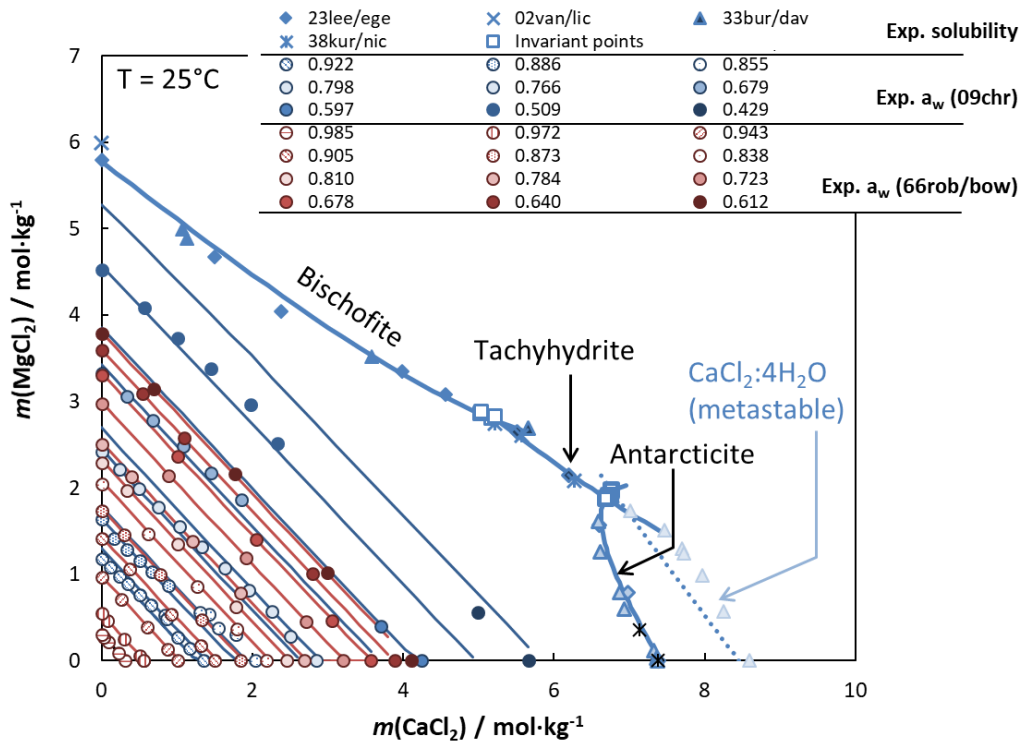 23lee/ege 02van/lic 33bur/dav
38kur/nic Invariant points
Exp. solubility
0.922 0.886 0.855
0.798 0.766 0.679
0.597 0.509 0.429
Exp. aw (09chr)
0.985 0.972 0.943
0.905 0.873 0.838
0.810 0.784 0.723
0.678 0.640 0.612
Exp. aw (66rob/bow)
T = 25°C
Bischofite
Tachyhydrite
CaCl2:4H2O
(metastable)
Antarcticite
7
6
5
4
3
2
1
0
m(MgCl2) / mol·kg-1
0 2 4 6 8 10
m(CaCl2) / mol·kg-1